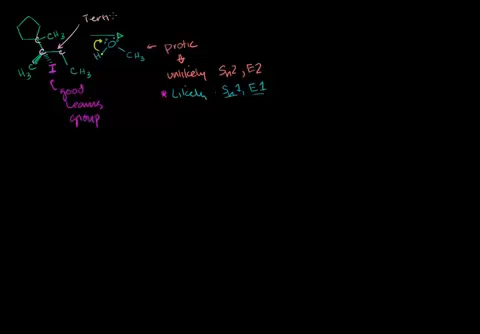 Tert
C CH3
C C
H3C I CH3
good
leaving
group
H O CH3
protic
unlikely SN2, E2
* Likely : SN1, E1